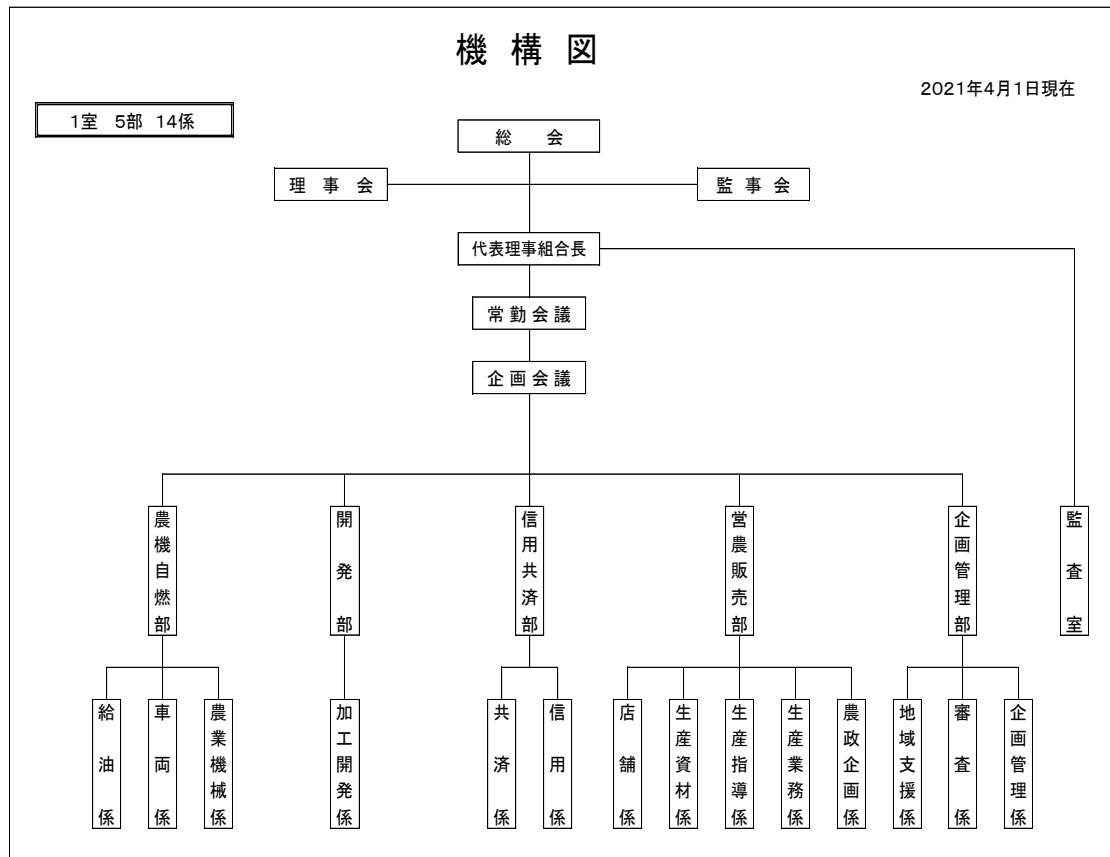 機 構 図
2021年4月1日現在
1室 5部 14係
総 会
理 事 会
監 事 会
代表理事組合長
常 勤 会 議
企 画 会 議
農機自燃部
開発部
信用共済部
営農販売部
企画管理部
監査室
給油係
車両係
農業機械係
加工開発係
共済係
信用係
店舗係
生産資材係
生産指導係
生産業務係
農政企画係
地域支援係
審査係
企画管理係